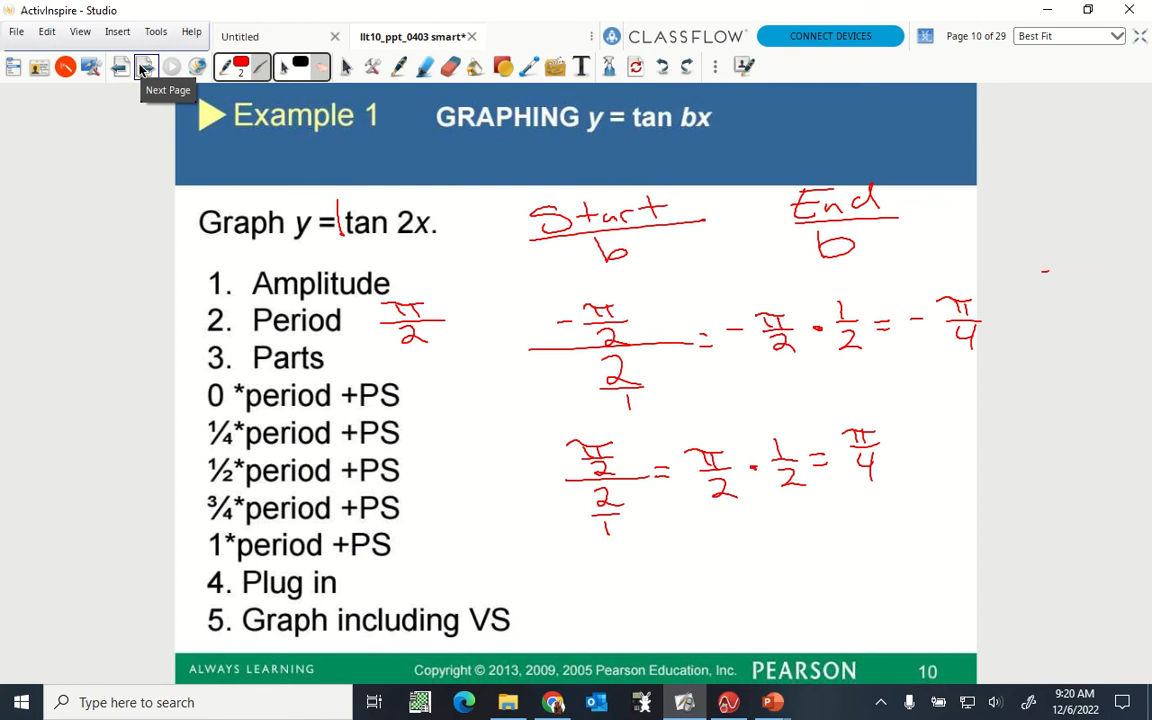 ActivInspire - Studio
File Edit View Insert Tools Help
Untitled
llt10_ppt_0403 smart*
CLASSFLOW
CONNECT DEVICES
Page 10 of 29
Best Fit
2
T
Next Page
Example 1
GRAPHING y = tan bx
Graph y = 1 tan 2x.
Start/b
End/b
1. Amplitude
2. Period π/2
3. Parts
0 *period +PS
¼*period +PS
½*period +PS
¾*period +PS
1*period +PS
4. Plug in
5. Graph including VS
(-π/2)/(2/1) = -π/2 · 1/2 = -π/4
(π/2)/(2/1) = π/2 · 1/2 = π/4
ALWAYS LEARNING
Copyright © 2013, 2009, 2005 Pearson Education, Inc.
PEARSON
10
Type here to search
9:20 AM
12/6/2022